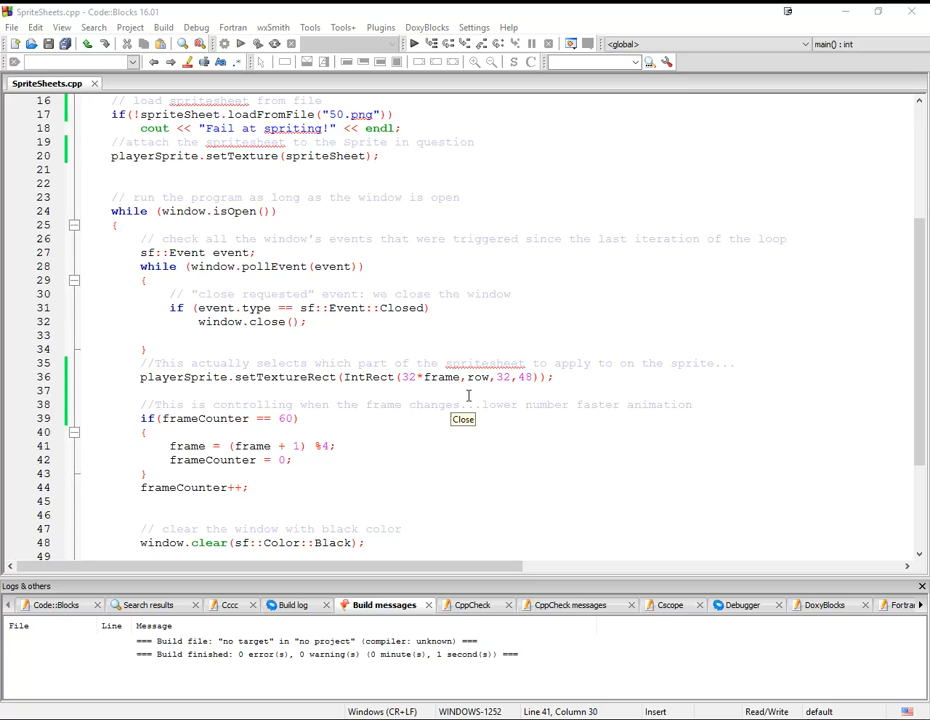 SpriteSheets.cpp - Code::Blocks 16.01
File Edit View Search Project Build Debug Fortran wxSmith Tools Tools+ Plugins DoxyBlocks Settings Help
<global> main() : int
SpriteSheets.cpp
16 // load spritesheet from file
17 if(!spriteSheet.loadFromFile("50.png"))
18 cout << "Fail at spriting!" << endl;
19 //attach the spritesheet to the Sprite in question
20 playerSprite.setTexture(spriteSheet);
21
22
23 // run the program as long as the window is open
24 while (window.isOpen())
25 {
26 // check all the window's events that were triggered since the last iteration of the loop
27 sf::Event event;
28 while (window.pollEvent(event))
29 {
30 // "close requested" event: we close the window
31 if (event.type == sf::Event::Closed)
32 window.close();
33
34 }
35 //This actually selects which part of the spritesheet to apply to on the sprite...
36 playerSprite.setTextureRect(IntRect(32*frame,row,32,48));
37
38 //This is controlling when the frame changes...lower number faster animation
39 if(frameCounter == 60)
Close
40 {
41 frame = (frame + 1) %4;
42 frameCounter = 0;
43 }
44 frameCounter++;
45
46
47 // clear the window with black color
48 window.clear(sf::Color::Black);
49
Logs & others
Code::Blocks Search results Cccc Build log Build messages CppCheck CppCheck messages Cscope Debugger DoxyBlocks Fortran
File Line Message
=== Build file: "no target" in "no project" (compiler: unknown) ===
=== Build finished: 0 error(s), 0 warning(s) (0 minute(s), 1 second(s)) ===
Windows (CR+LF) WINDOWS-1252 Line 41, Column 30 Insert Read/Write default